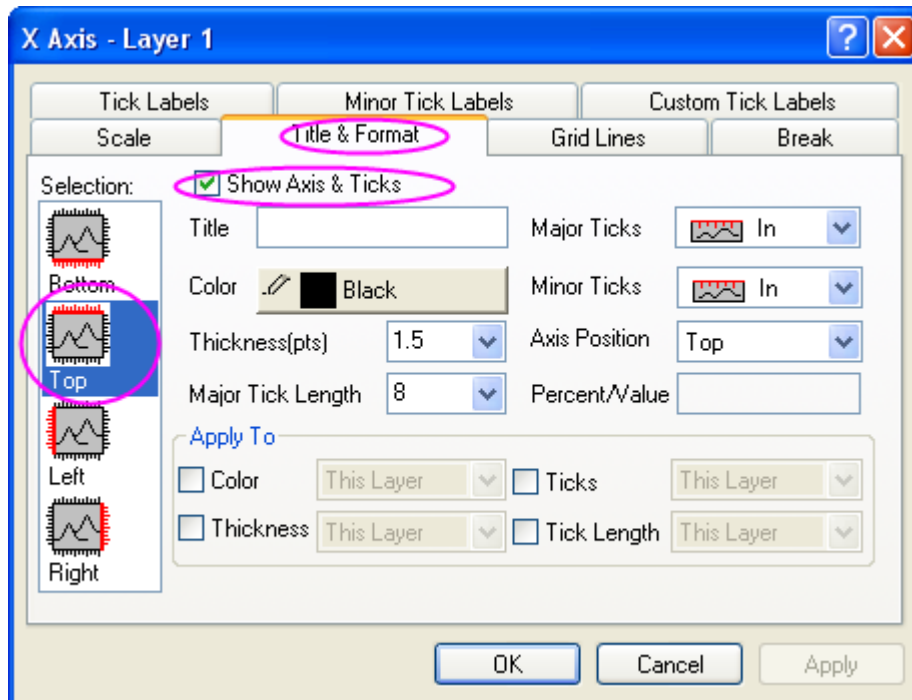 X Axis - Layer 1
Tick Labels
Minor Tick Labels
Custom Tick Labels
Scale
Title & Format
Grid Lines
Break
Selection:
Show Axis & Ticks
Bottom
Top
Left
Right
Title
Major Ticks
In
Color
Black
Minor Ticks
In
Thickness(pts)
1.5
Axis Position
Top
Major Tick Length
8
Percent/Value
Apply To
Color
This Layer
Ticks
This Layer
Thickness
This Layer
Tick Length
This Layer
OK
Cancel
Apply